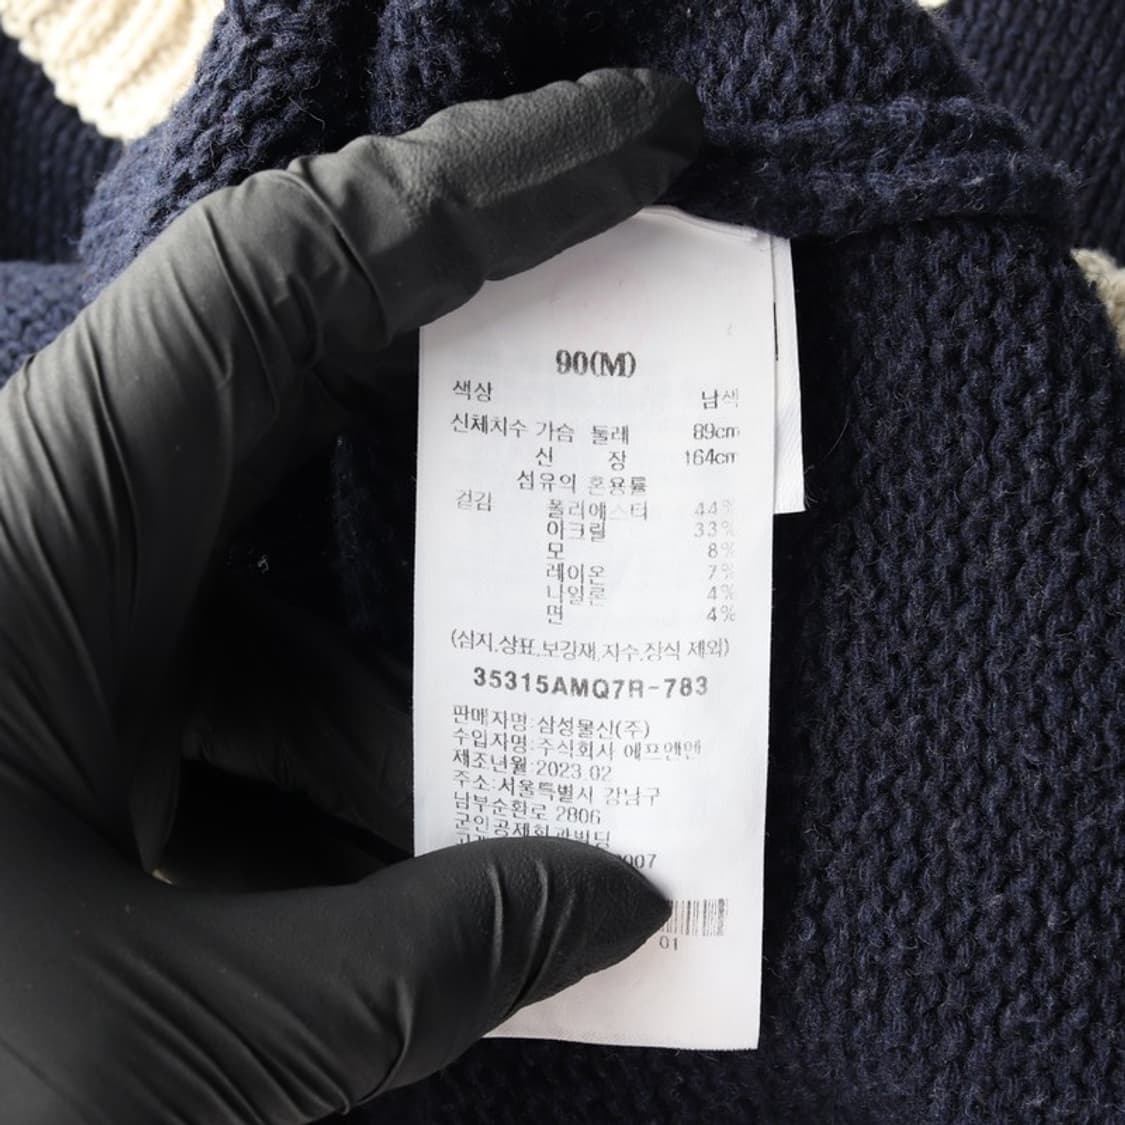 90(M)
색상 남색
신체치수 가슴 둘레 89cm
신 장 164cm
섬유의 혼용률
겉감 폴리에스터 44%
아크릴 33%
모 8%
레이온 7%
나일론 4%
면 4%
(심지,상표,보강재,자수,장식 제외)
35315AMQ7R-783
판매자명:삼성물산(주)
수입자명:주식회사 에프앤엔
제조년월:2023.02
주소:서울특별시 강남구
남부순환로 2806
군인공제회관빌딩
01